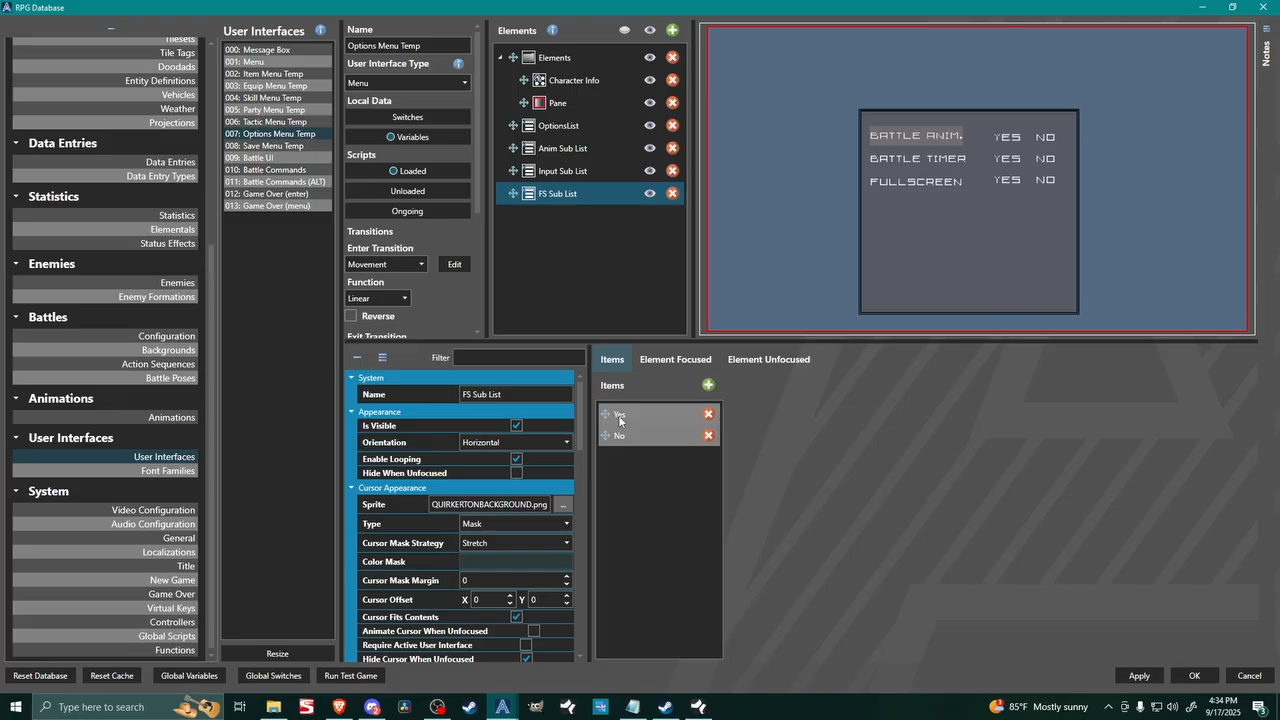 RPG Database
Tilesets
Tile Tags
Doodads
Entity Definitions
Vehicles
Weather
Projections
Data Entries
Data Entries
Data Entry Types
Statistics
Statistics
Elementals
Status Effects
Enemies
Enemies
Enemy Formations
Battles
Configuration
Backgrounds
Action Sequences
Battle Poses
Animations
Animations
User Interfaces
User Interfaces
Font Families
System
Video Configuration
Audio Configuration
General
Localizations
Title
New Game
Game Over
Virtual Keys
Controllers
Global Scripts
Functions
User Interfaces
000: Message Box
001: Menu
002: Item Menu Temp
003: Equip Menu Temp
004: Skill Menu Temp
005: Party Menu Temp
006: Tactic Menu Temp
007: Options Menu Temp
008: Save Menu Temp
009: Battle UI
010: Battle Commands
011: Battle Commands (ALT)
012: Game Over (enter)
013: Game Over (menu)
Resize
Name
Options Menu Temp
User Interface Type
Menu
Local Data
Switches
Variables
Scripts
Loaded
Unloaded
Ongoing
Transitions
Enter Transition
Movement
Edit
Function
Linear
Reverse
Exit Transition
Elements
Elements
Character Info
Pane
OptionsList
Anim Sub List
Input Sub List
FS Sub List
BATTLE ANIM. YES NO
BATTLE TIMER YES NO
FULLSCREEN YES NO
Notes
Filter
System
Name FS Sub List
Appearance
Is Visible
Orientation Horizontal
Enable Looping
Hide When Unfocused
Cursor Appearance
Sprite QUIRKERTONBACKGROUND.png ...
Type Mask
Cursor Mask Strategy Stretch
Color Mask
Cursor Mask Margin 0
Cursor Offset X 0 Y 0
Cursor Fits Contents
Animate Cursor When Unfocused
Require Active User Interface
Hide Cursor When Unfocused
Items Element Focused Element Unfocused
Items
Yes
No
Reset Database Reset Cache Global Variables Global Switches Run Test Game Apply OK Cancel
Type here to search
85°F Mostly sunny
4:34 PM
9/17/2025